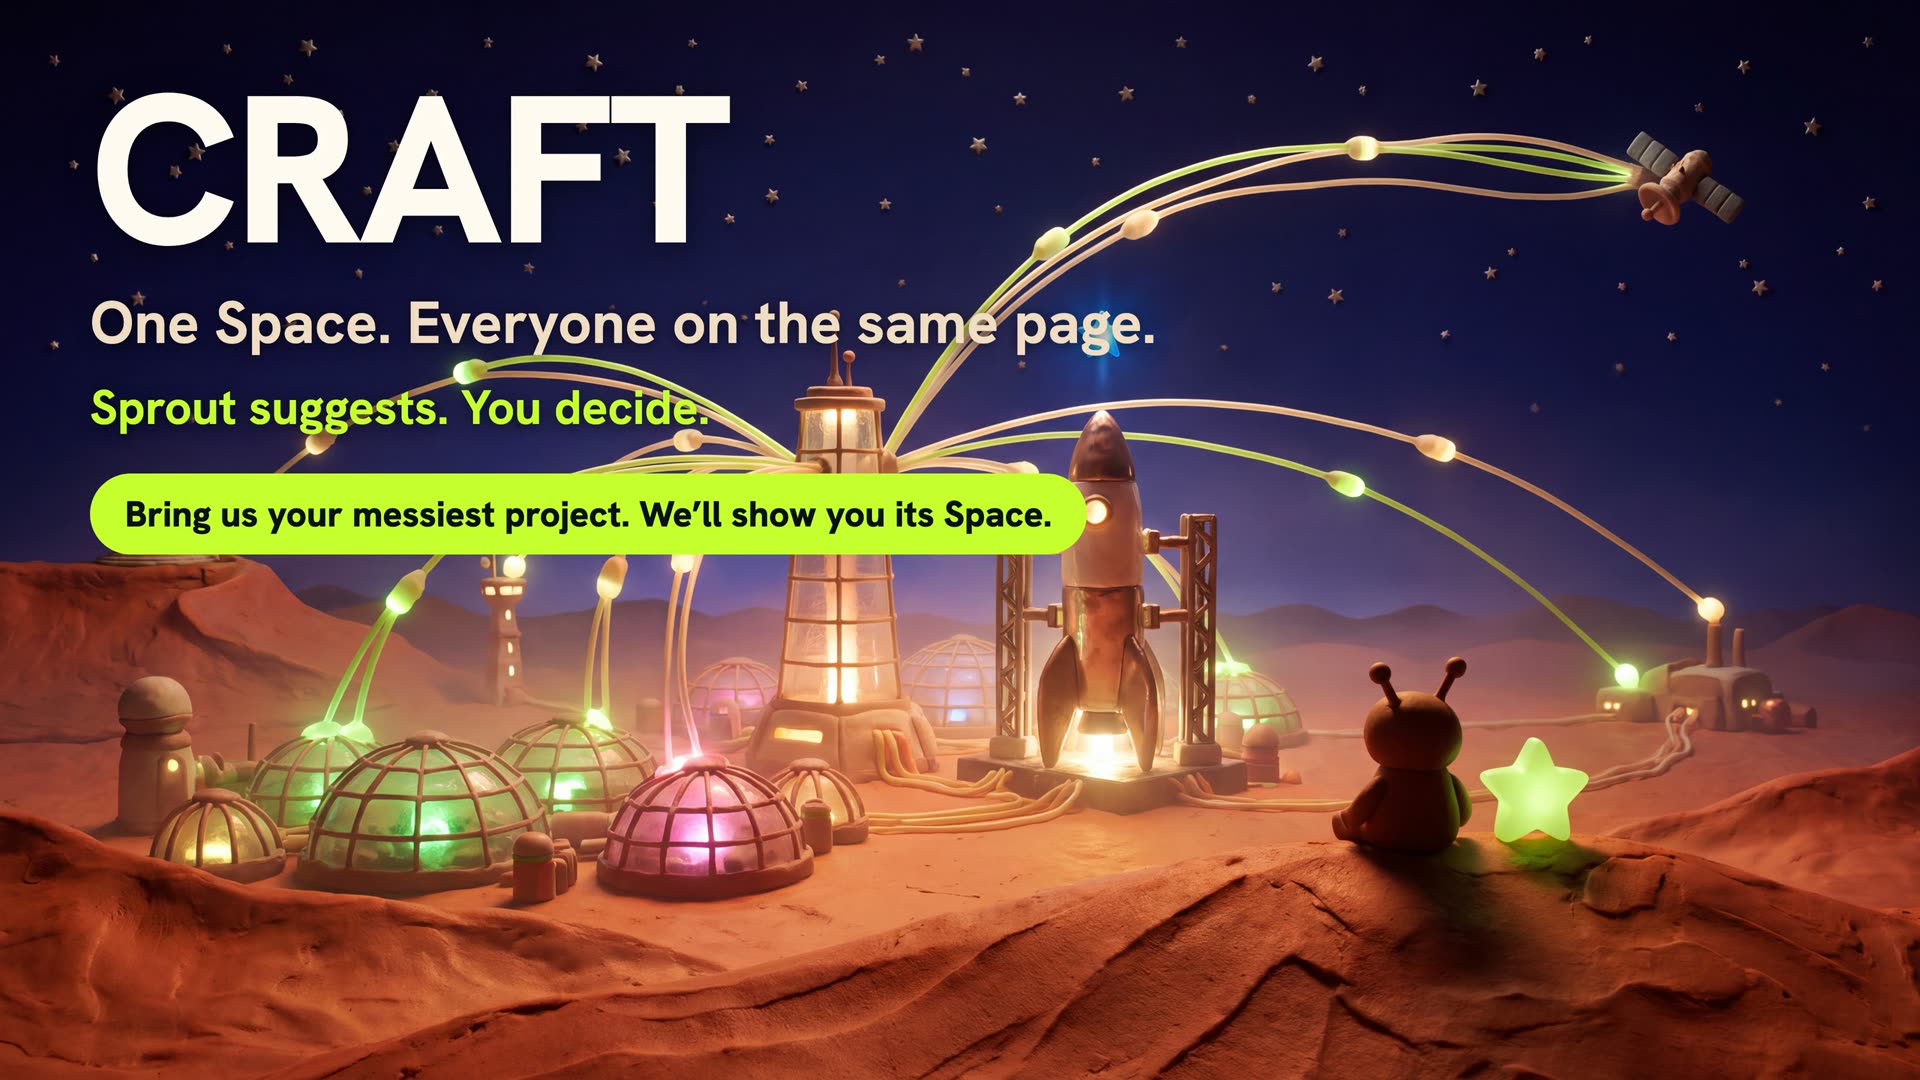 CRAFT
One Space. Everyone on the same page.
Sprout suggests. You decide.
Bring us your messiest project. We’ll show you its Space.